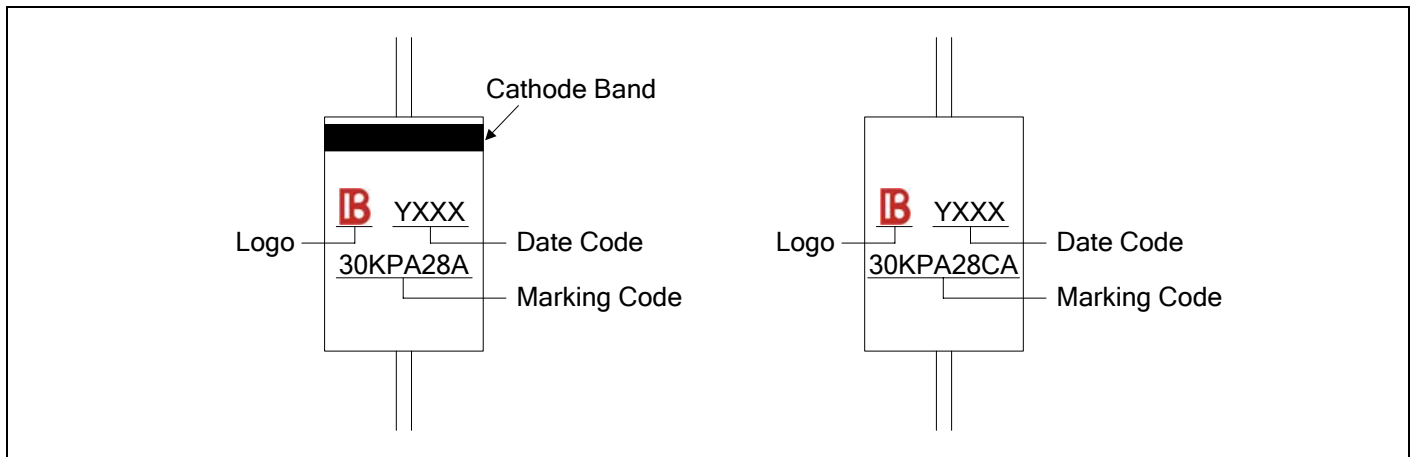 Cathode Band
B YXXX
Logo Date Code
30KPA28A
Marking Code
B YXXX
Logo Date Code
30KPA28CA
Marking Code